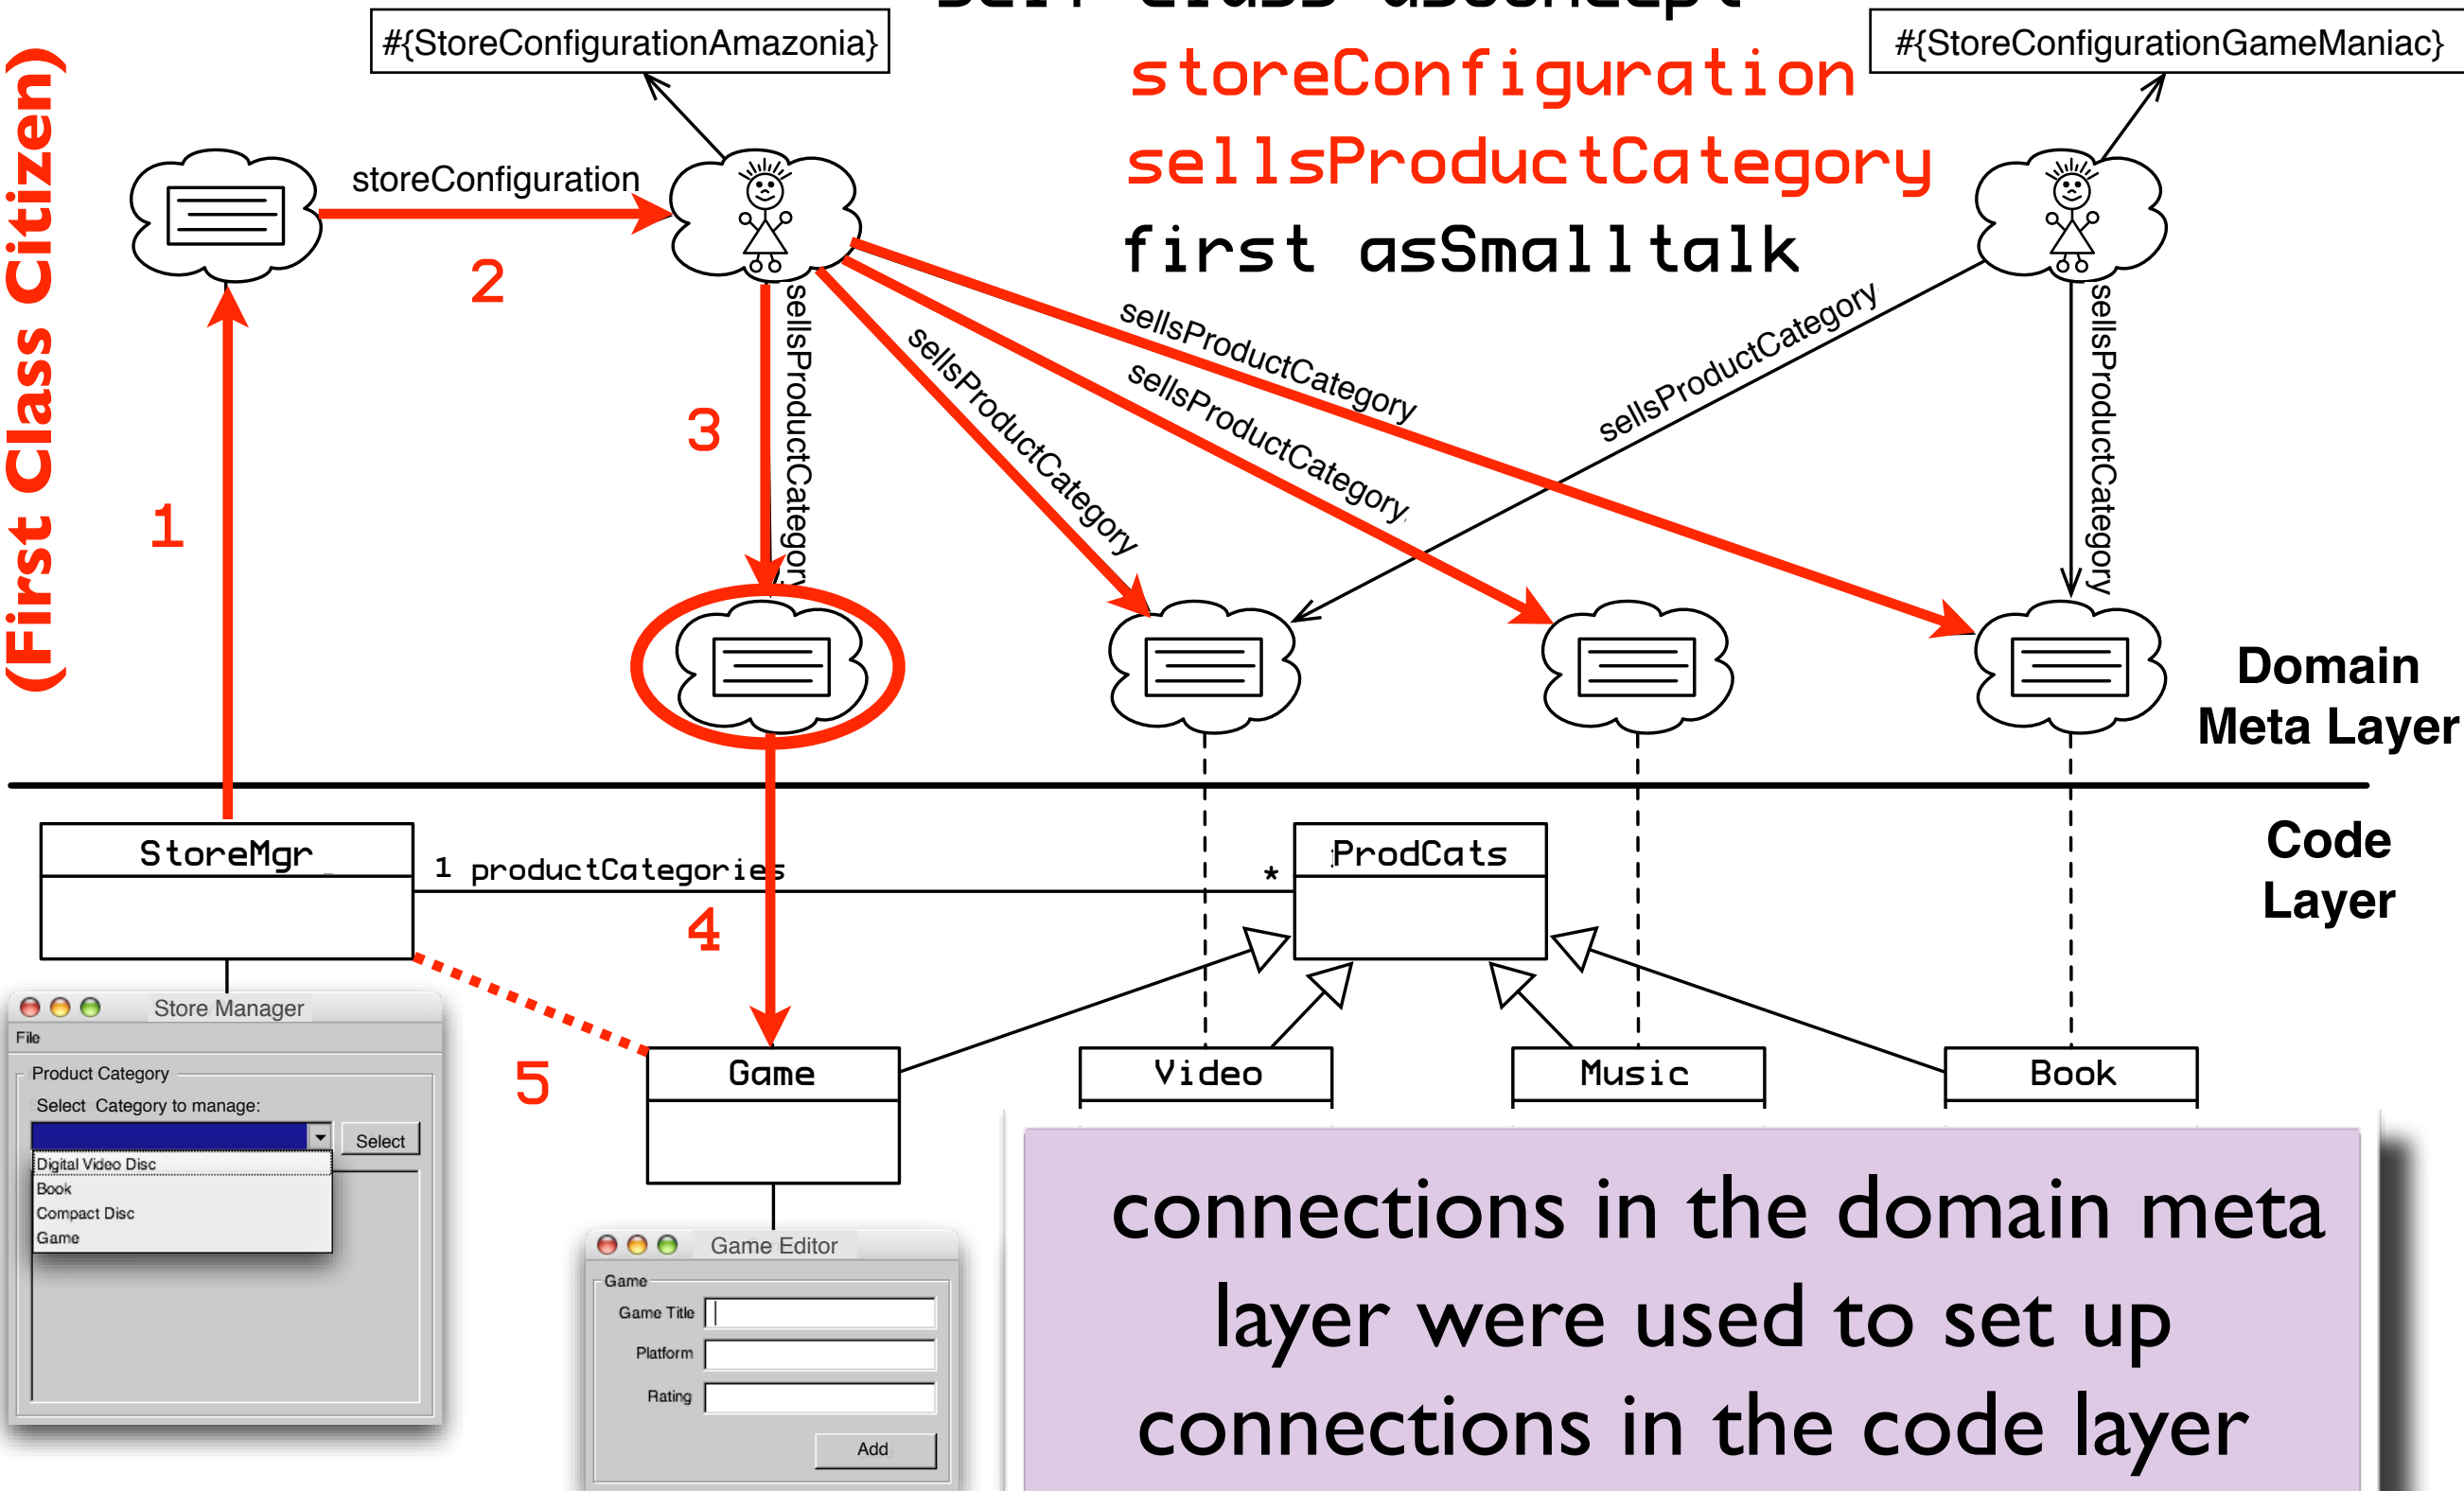 self class asConcept
storeConfiguration
sellsProductCategory
first asSmalltalk
(First Class Citizen)
#{StoreConfigurationAmazonia}
#{StoreConfigurationGameManiac}
storeConfiguration
1
2
3
sellsProductCategory
sellsProductCategory
sellsProductCategory
sellsProductCategory
sellsProductCategory
sellsProductCategory
Domain
Meta Layer
Code
Layer
StoreMgr
1 productCategories
*
ProdCats
4
5
Game
Video
Music
Book
Store Manager
File
Product Category
Select Category to manage:
Select
Digital Video Disc
Book
Compact Disc
Game
Game Editor
Game
Game Title
Platform
Rating
Add
connections in the domain meta
layer were used to set up
connections in the code layer